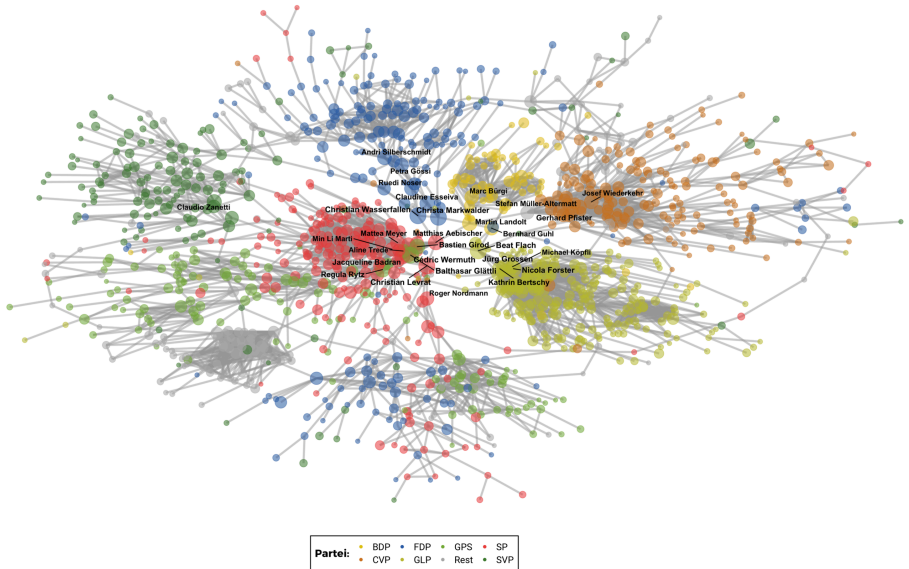 Andri Silberschmidt
Petra Gössi
Ruedi Noser
Claudio Zanetti
Claudine Esseiva
Marc Bürgi
Josef Wiederkehr
Stefan Müller-Altermatt
Christian Wasserfallen
Christa Markwalder
Gerhard Pfister
Martin Landolt
Bernhard Guhl
Mattea Meyer
Matthias Aebischer
Min Li Marti
Bastien Girod
Beat Flach
Aline Trede
Michael Köpfli
Jacqueline Badran
Cédric Wermuth
Jürg Grossen
Regula Rytz
Balthasar Glättli
Nicola Forster
Christian Levrat
Kathrin Bertschy
Roger Nordmann
Partei:
BDP FDP GPS SP
CVP GLP Rest SVP